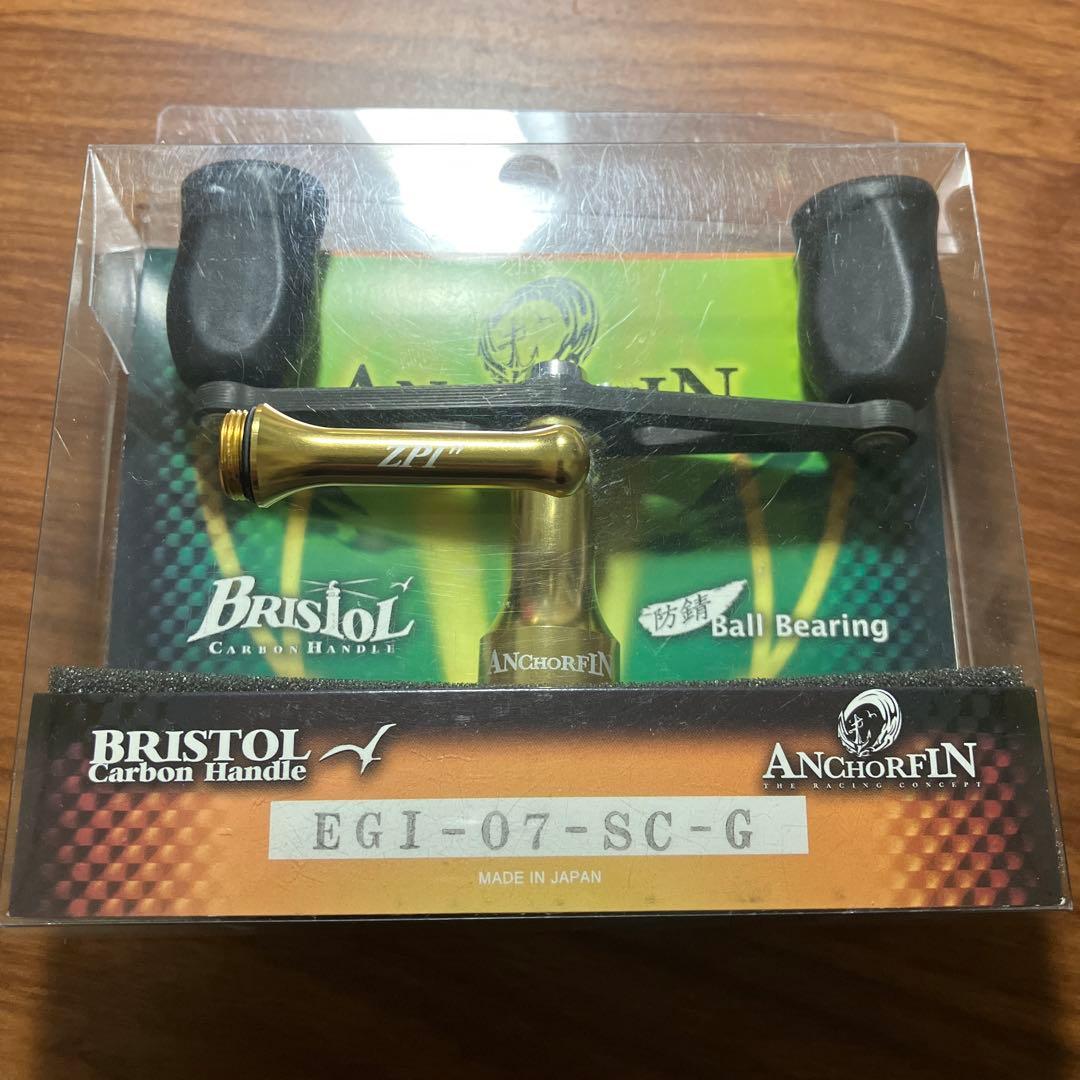 ANCHORFIN
ZPI"
BRISTOL
CARBON HANDLE
防錆 Ball Bearing
ANCHORFIN
BRISTOL
Carbon Handle
ANCHORFIN
THE RACING CONCEPT
EGI-07-SC-G
MADE IN JAPAN